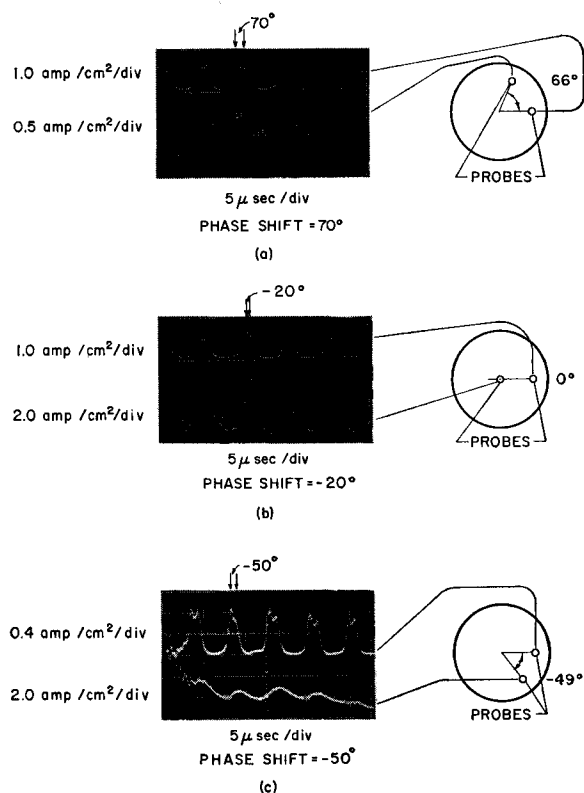 70°
1.0 amp/cm²/div
0.5 amp/cm²/div
66°
PROBES
5 μ sec/div
PHASE SHIFT = 70°
(a)
-20°
1.0 amp/cm²/div
2.0 amp/cm²/div
0°
PROBES
5 μ sec/div
PHASE SHIFT = -20°
(b)
-50°
0.4 amp/cm²/div
2.0 amp/cm²/div
-49°
PROBES
5 μ sec/div
PHASE SHIFT = -50°
(c)